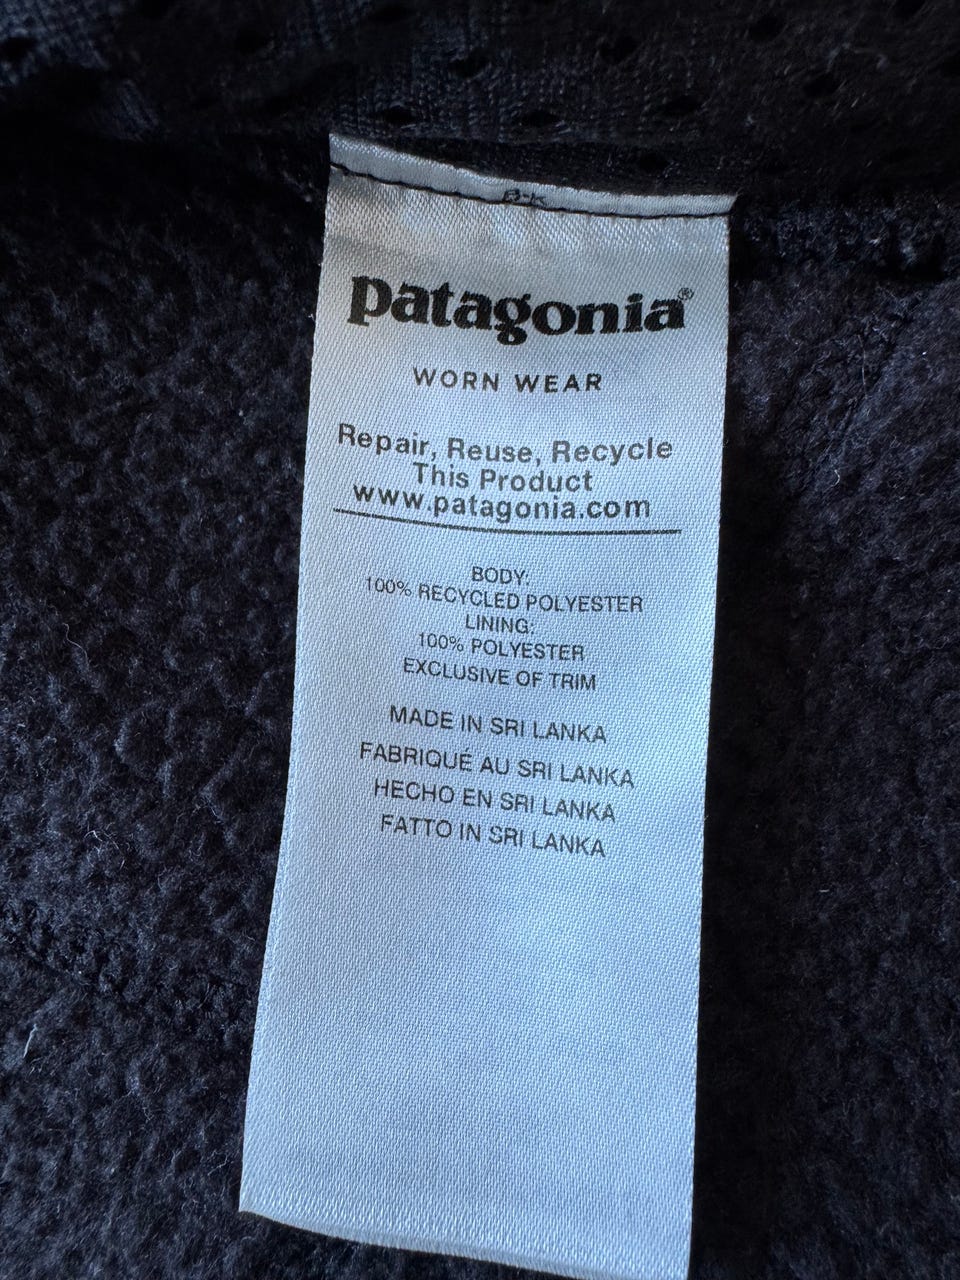 patagonia®
WORN WEAR
Repair, Reuse, Recycle
This Product
www.patagonia.com
BODY:
100% RECYCLED POLYESTER
LINING:
100% POLYESTER
EXCLUSIVE OF TRIM
MADE IN SRI LANKA
FABRIQUÉ AU SRI LANKA
HECHO EN SRI LANKA
FATTO IN SRI LANKA